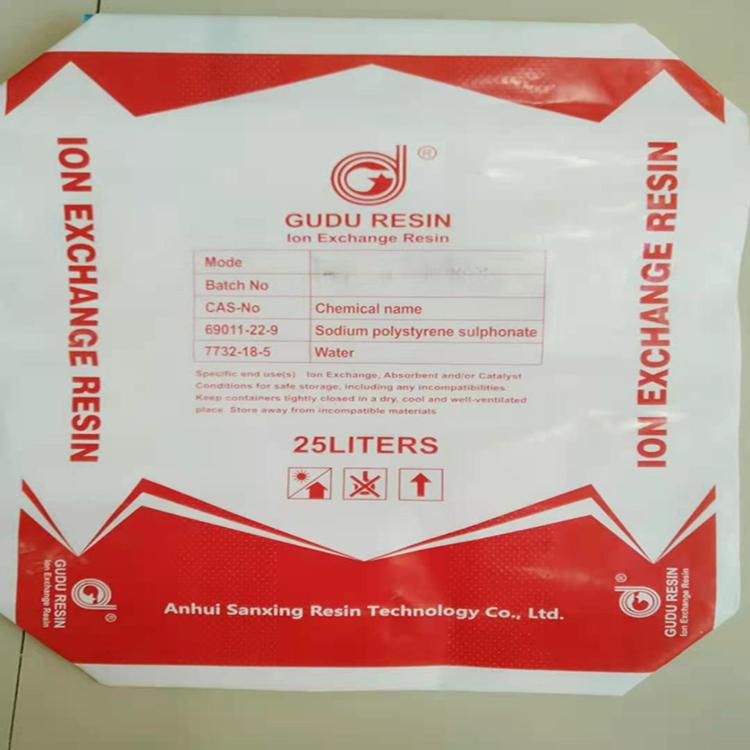 ION EXCHANGE RESIN
®
GUDU RESIN
Ion Exchange Resin
Mode
Batch No
CAS-No Chemical name
69011-22-9 Sodium polystyrene sulphonate
7732-18-5 Water
Specific end use(s) Ion Exchange, Absorbent and/or Catalyst
Conditions for safe storage, including any incompatibilities:
Keep containers tightly closed in a dry, cool and well-ventilated
place. Store away from incompatible materials
25LITERS
ION EXCHANGE RESIN
GUDU RESIN
Ion Exchange Resin
®
Anhui Sanxing Resin Technology Co., Ltd.
®
GUDU RESIN
Ion Exchange Resin